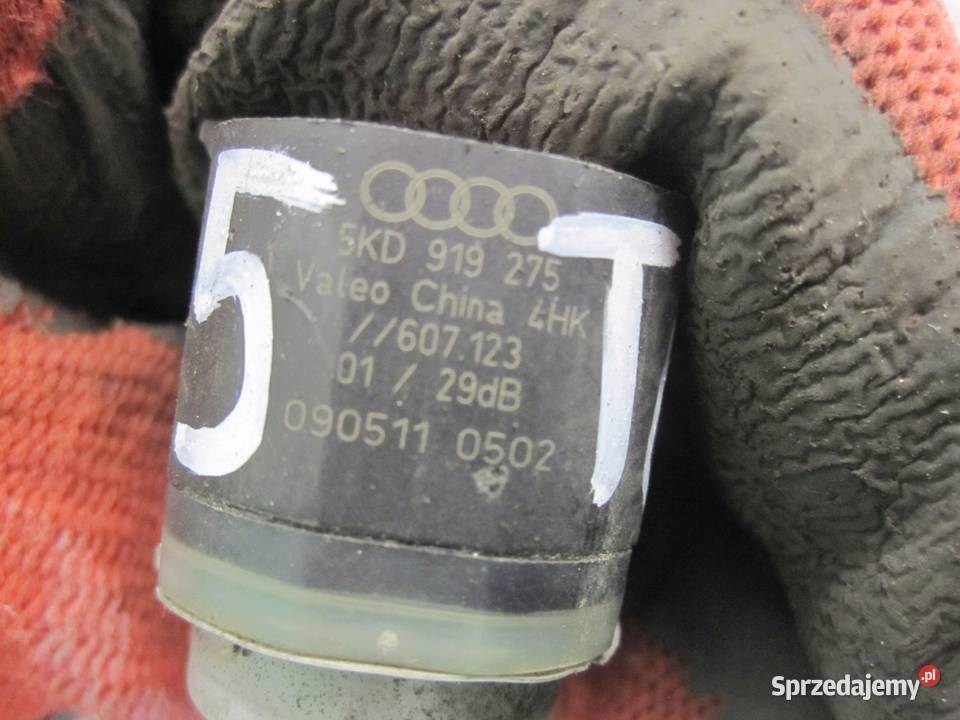 5 T
5KD 919 275
Valeo China 4HK
//607.123
01 / 29dB
090511 0502
Sprzedajemy.pl